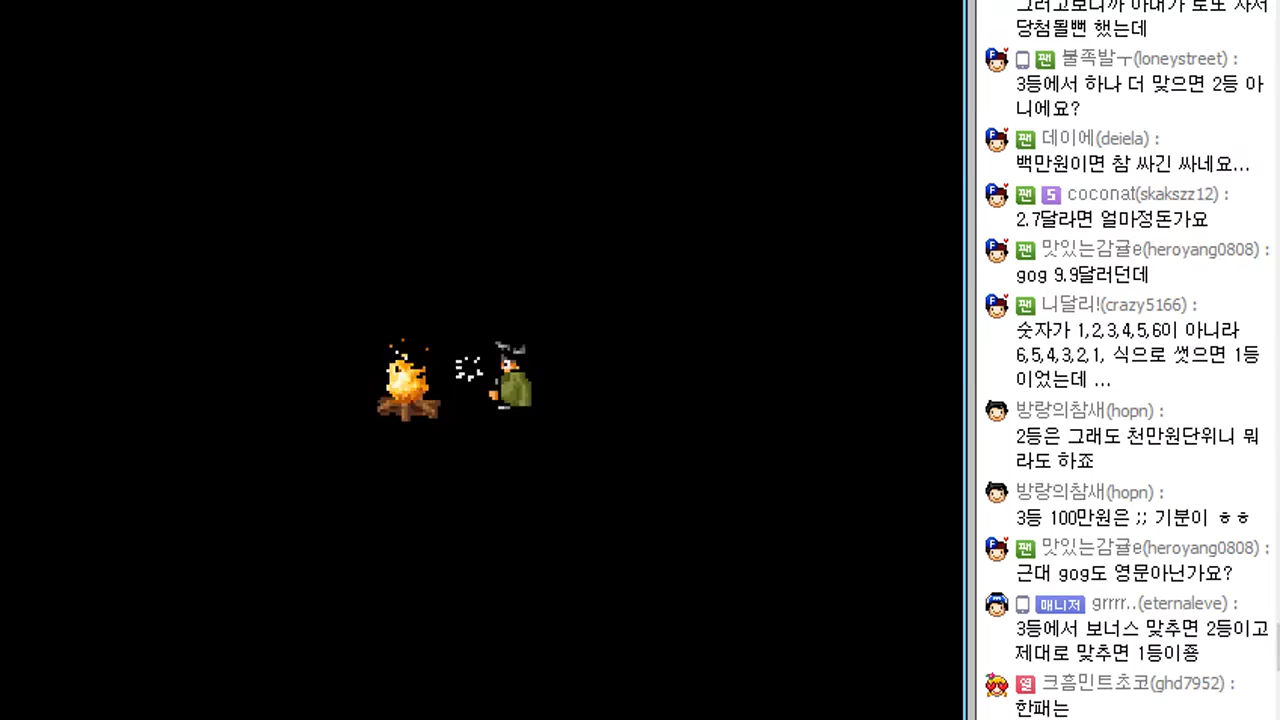 그러고보니까 아내가 로또 사서
당첨될뻔 했는데
팬 불족발ㅜ(loneystreet) :
3등에서 하나 더 맞으면 2등 아
니에요?
팬 데이에(deiela) :
백만원이면 참 싸긴 싸네요...
팬 S coconat(skakszz12) :
2.7달라면 얼마정돈가요
팬 맛있는감귤e(heroyang0808) :
gog 9.9달러던데
팬 니달리!(crazy5166) :
숫자가 1,2,3,4,5,6이 아니라
6,5,4,3,2,1, 식으로 썻으면 1등
이었는데 ...
방랑의참새(hopn) :
2등은 그래도 천만원단위니 뭐
라도 하죠
방랑의참새(hopn) :
3등 100만원은 ;; 기분이 ㅎㅎ
팬 맛있는감귤e(heroyang0808) :
근대 gog도 영문아닌가요?
매니저 grrrr..(eternaleve) :
3등에서 보너스 맞추면 2등이고
제대로 맞추면 1등이죵
열 크흠민트초코(ghd7952) :
한패는